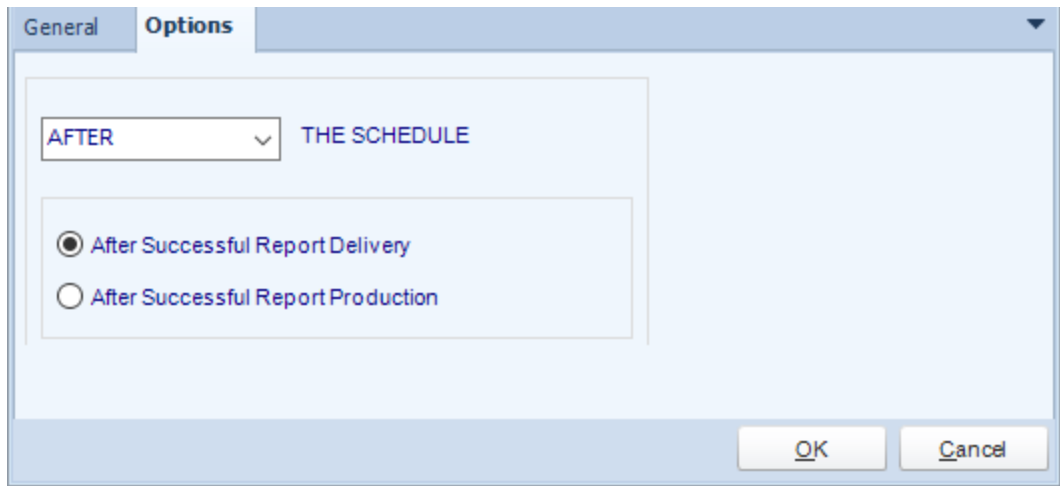 General
Options
AFTER
THE SCHEDULE
After Successful Report Delivery
After Successful Report Production
OK
Cancel